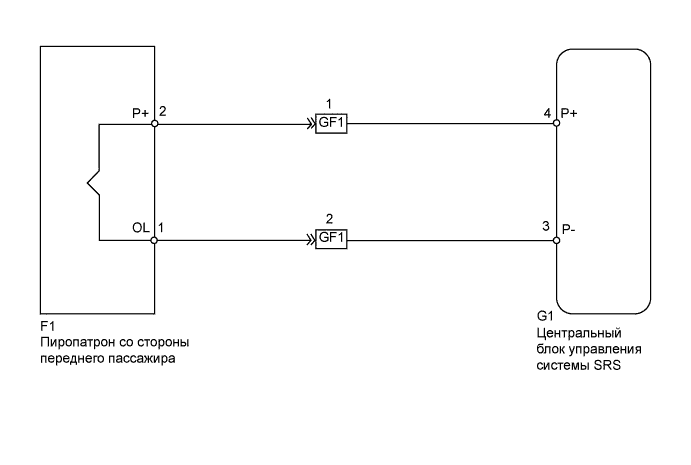 1
P+ 2
GF1
4 P+
2
OL 1
GF1
3 P-
F1
Пиропатрон со стороны
переднего пассажира
G1
Центральный
блок управления
системы SRS